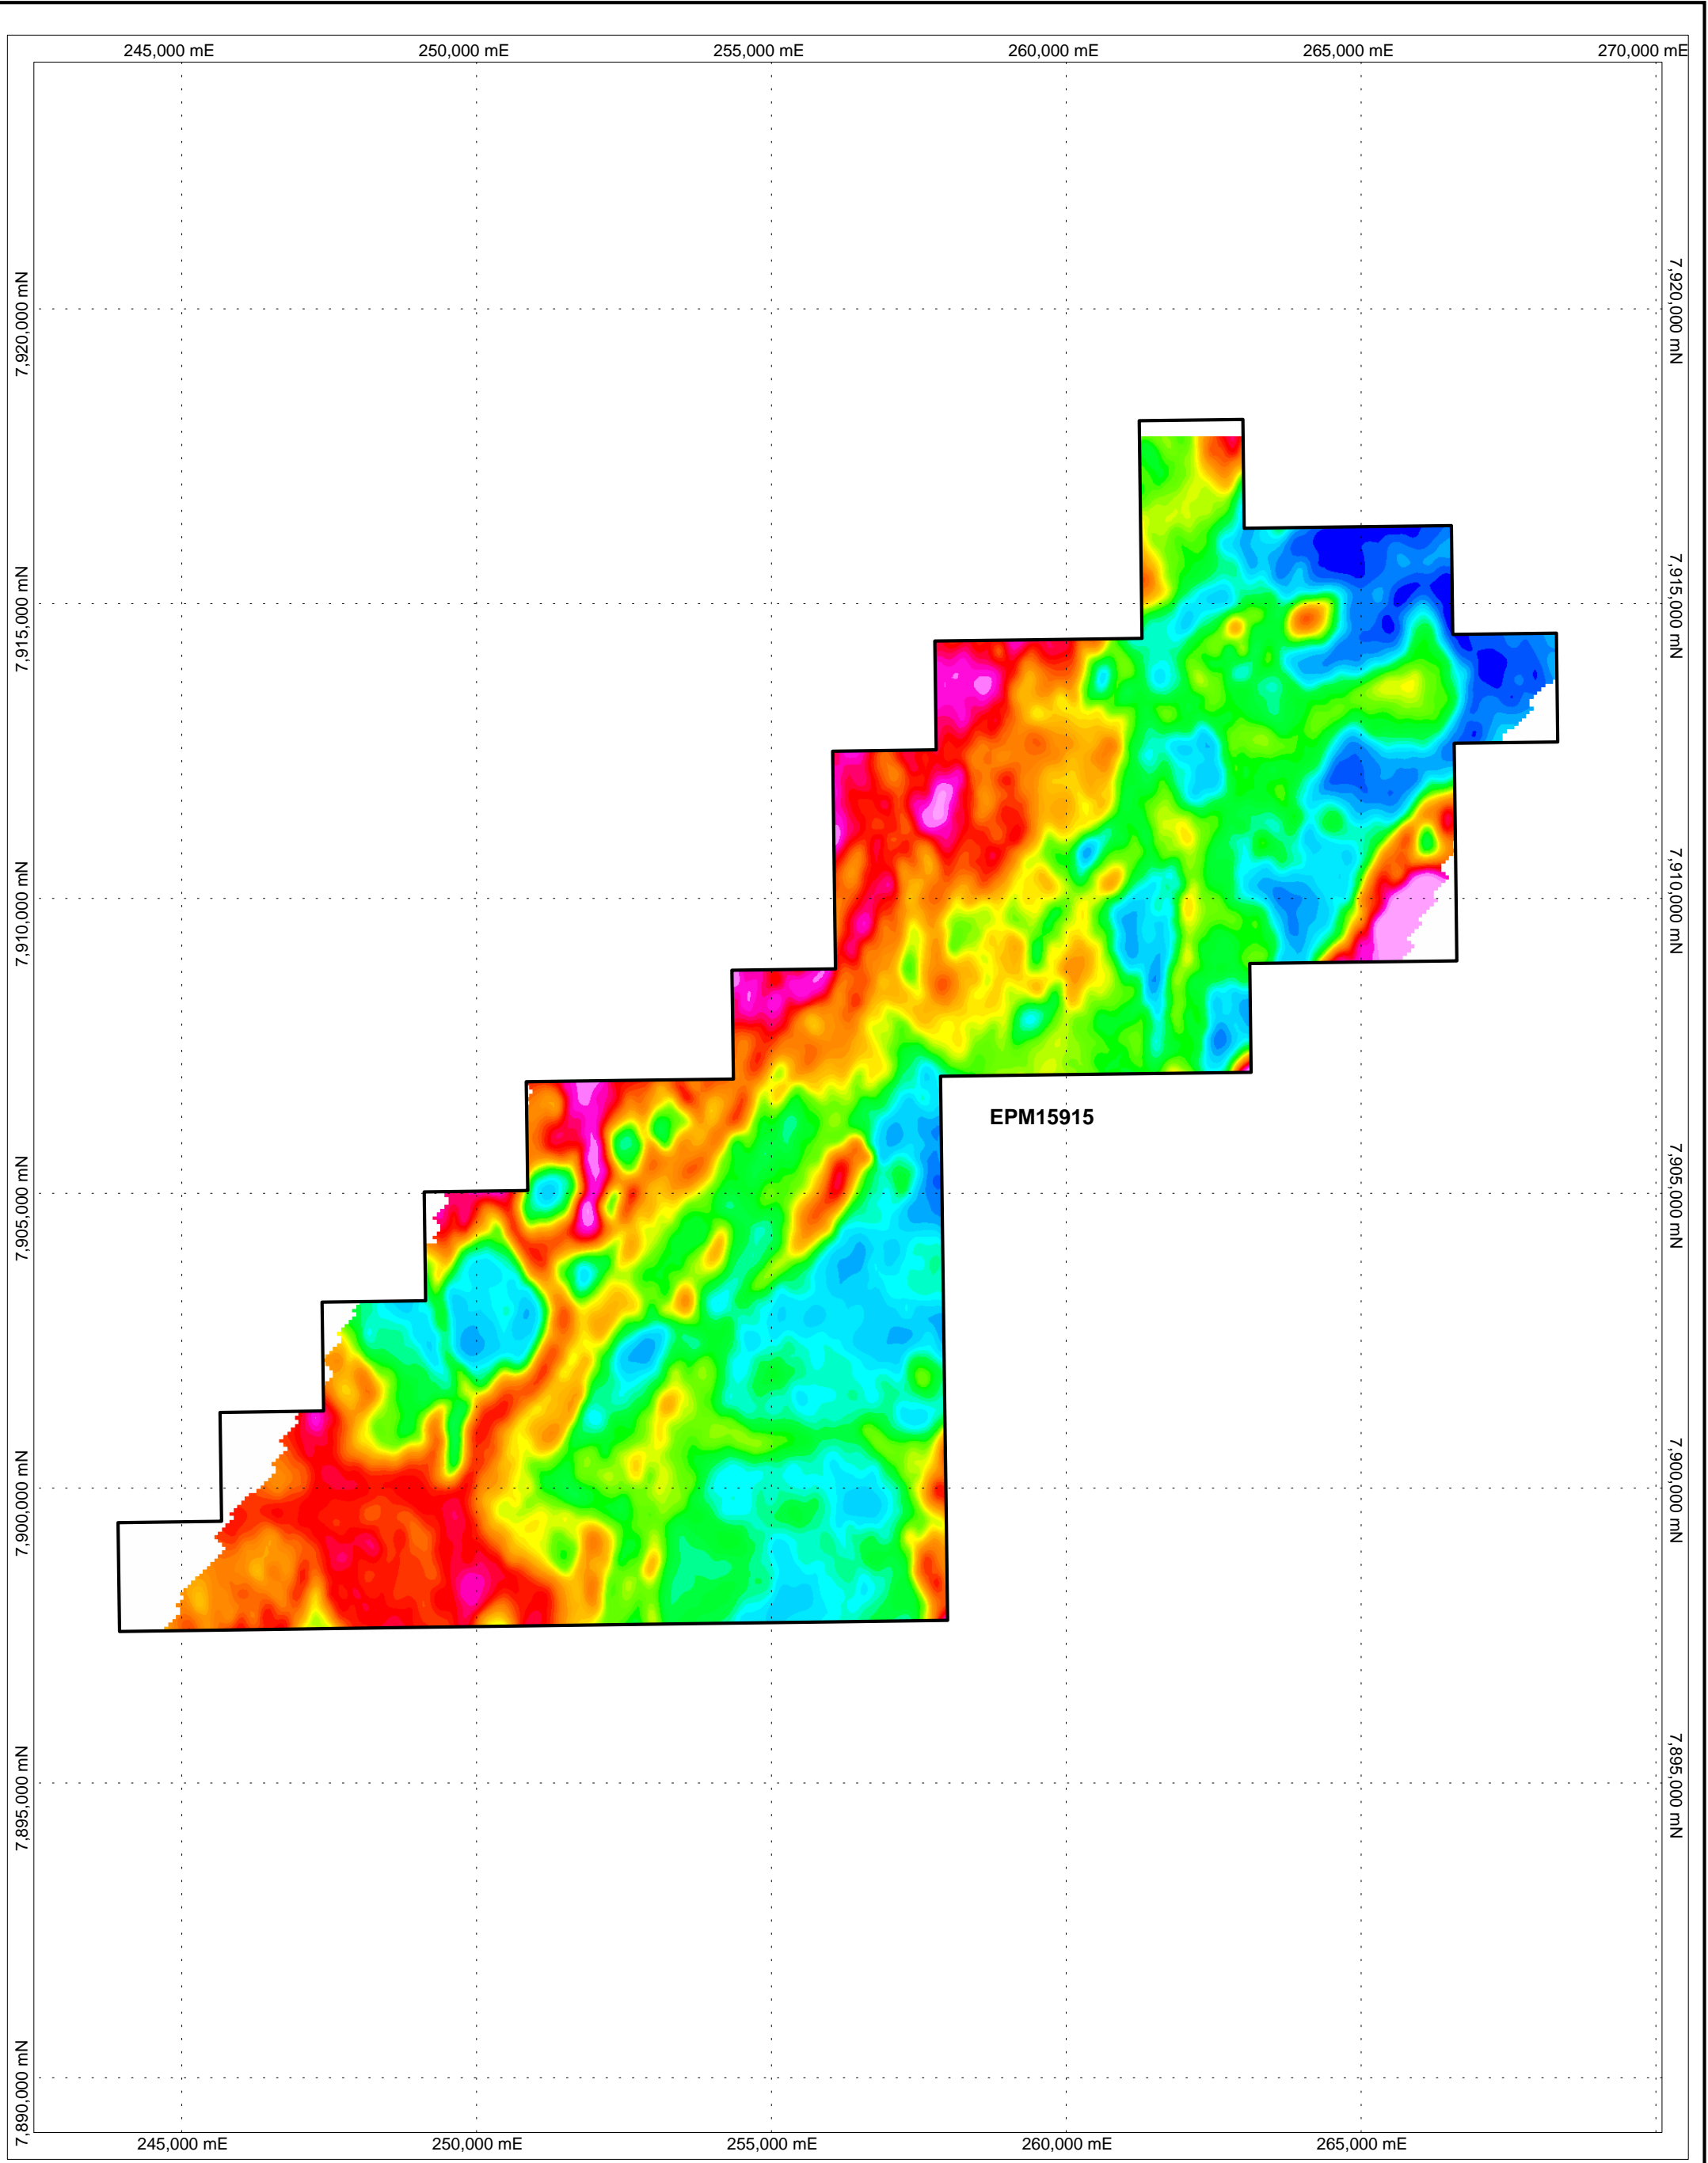 245,000 mE
250,000 mE
255,000 mE
260,000 mE
265,000 mE
270,000 mE
7,920,000 mN
7,920,000 mN
7,915,000 mN
7,915,000 mN
7,910,000 mN
7,910,000 mN
EPM15915
7,905,000 mN
7,905,000 mN
7,900,000 mN
7,900,000 mN
7,895,000 mN
7,895,000 mN
7,890,000 mN
245,000 mE
250,000 mE
255,000 mE
260,000 mE
265,000 mE